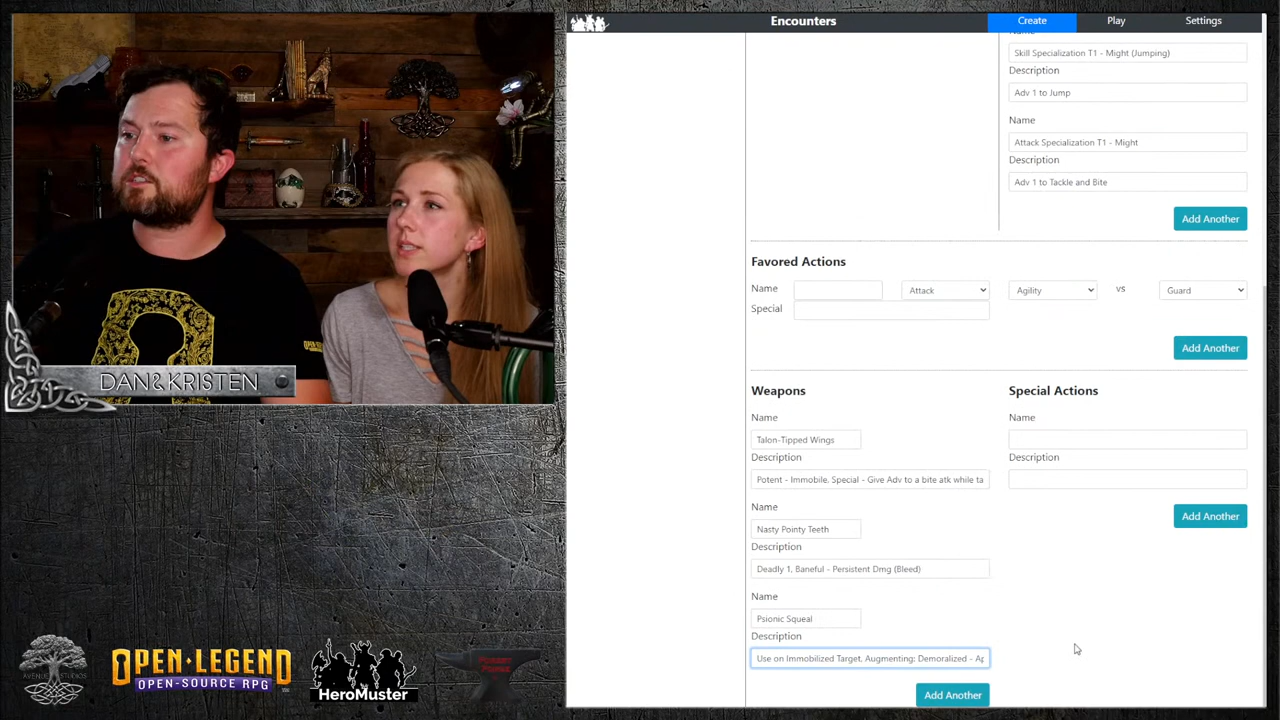 Encounters
Create
Play
Settings
Name
Skill Specialization T1 - Might (Jumping)
Description
Adv 1 to Jump
Name
Attack Specialization T1 - Might
Description
Adv 1 to Tackle and Bite
Add Another
Favored Actions
Name
Attack
Agility
vs
Guard
Special
Add Another
Weapons
Name
Talon-Tipped Wings
Description
Potent - Immobile, Special - Give Adv to a bite atk while ta
Name
Nasty Pointy Teeth
Description
Deadly 1, Baneful - Persistent Dmg (Bleed)
Name
Psionic Squeal
Description
Use on Immobilized Target, Augmenting: Demoralized - Ap
Add Another
Special Actions
Name
Description
Add Another
DAN & KRISTEN
OPEN LEGEND
OPEN-SOURCE RPG
HeroMuster